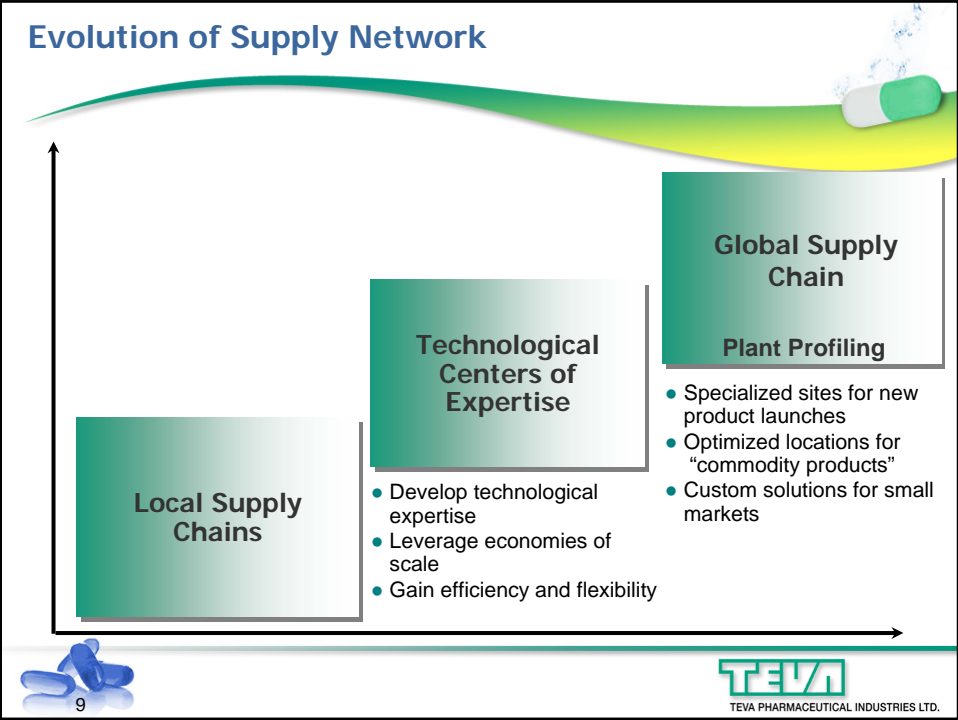 Evolution of Supply Network
Local Supply
Chains
Technological
Centers of
Expertise
● Develop technological
expertise
● Leverage economies of
scale
● Gain efficiency and flexibility
Global Supply
Chain
Plant Profiling
● Specialized sites for new
product launches
● Optimized locations for
“commodity products”
● Custom solutions for small
markets
9
TEVA
TEVA PHARMACEUTICAL INDUSTRIES LTD.